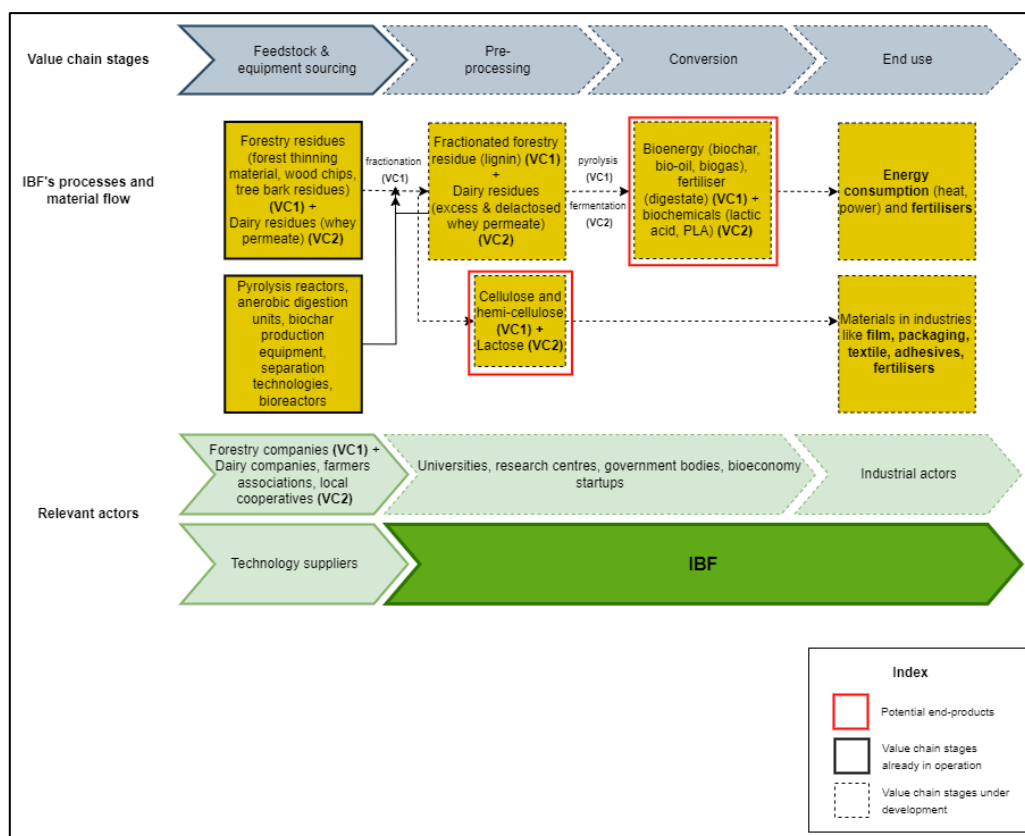 Value chain stages
Feedstock &
equipment sourcing
Pre-
processing
Conversion
End use
IBF's processes and
material flow
Forestry residues
(forest thinning
material, wood chips,
tree bark residues)
(VC1) +
Dairy residues (whey
permeate) (VC2)
fractionation
(VC1)
Fractionated forestry
residue (lignin) (VC1)
+
Dairy residues
(excess & delactosed
whey permeate)
(VC2)
pyrolysis
(VC1)
fermentation
(VC2)
Bioenergy (biochar,
bio-oil, biogas),
fertiliser
(digestate) (VC1) +
biochemicals (lactic
acid, PLA) (VC2)
Energy
consumption (heat,
power) and fertilisers
Pyrolysis reactors,
anerobic digestion
units, biochar
production
equipment,
separation
technologies,
bioreactors
Cellulose and
hemi-cellulose
(VC1) +
Lactose (VC2)
Materials in industries
like film, packaging,
textile, adhesives,
fertilisers
Relevant actors
Forestry companies (VC1) +
Dairy companies, farmers
associations, local
cooperatives (VC2)
Universities, research centres, government bodies, bioeconomy
startups
Industrial actors
Technology suppliers
IBF
Index
Potential end-products
Value chain stages
already in operation
Value chain stages under
development